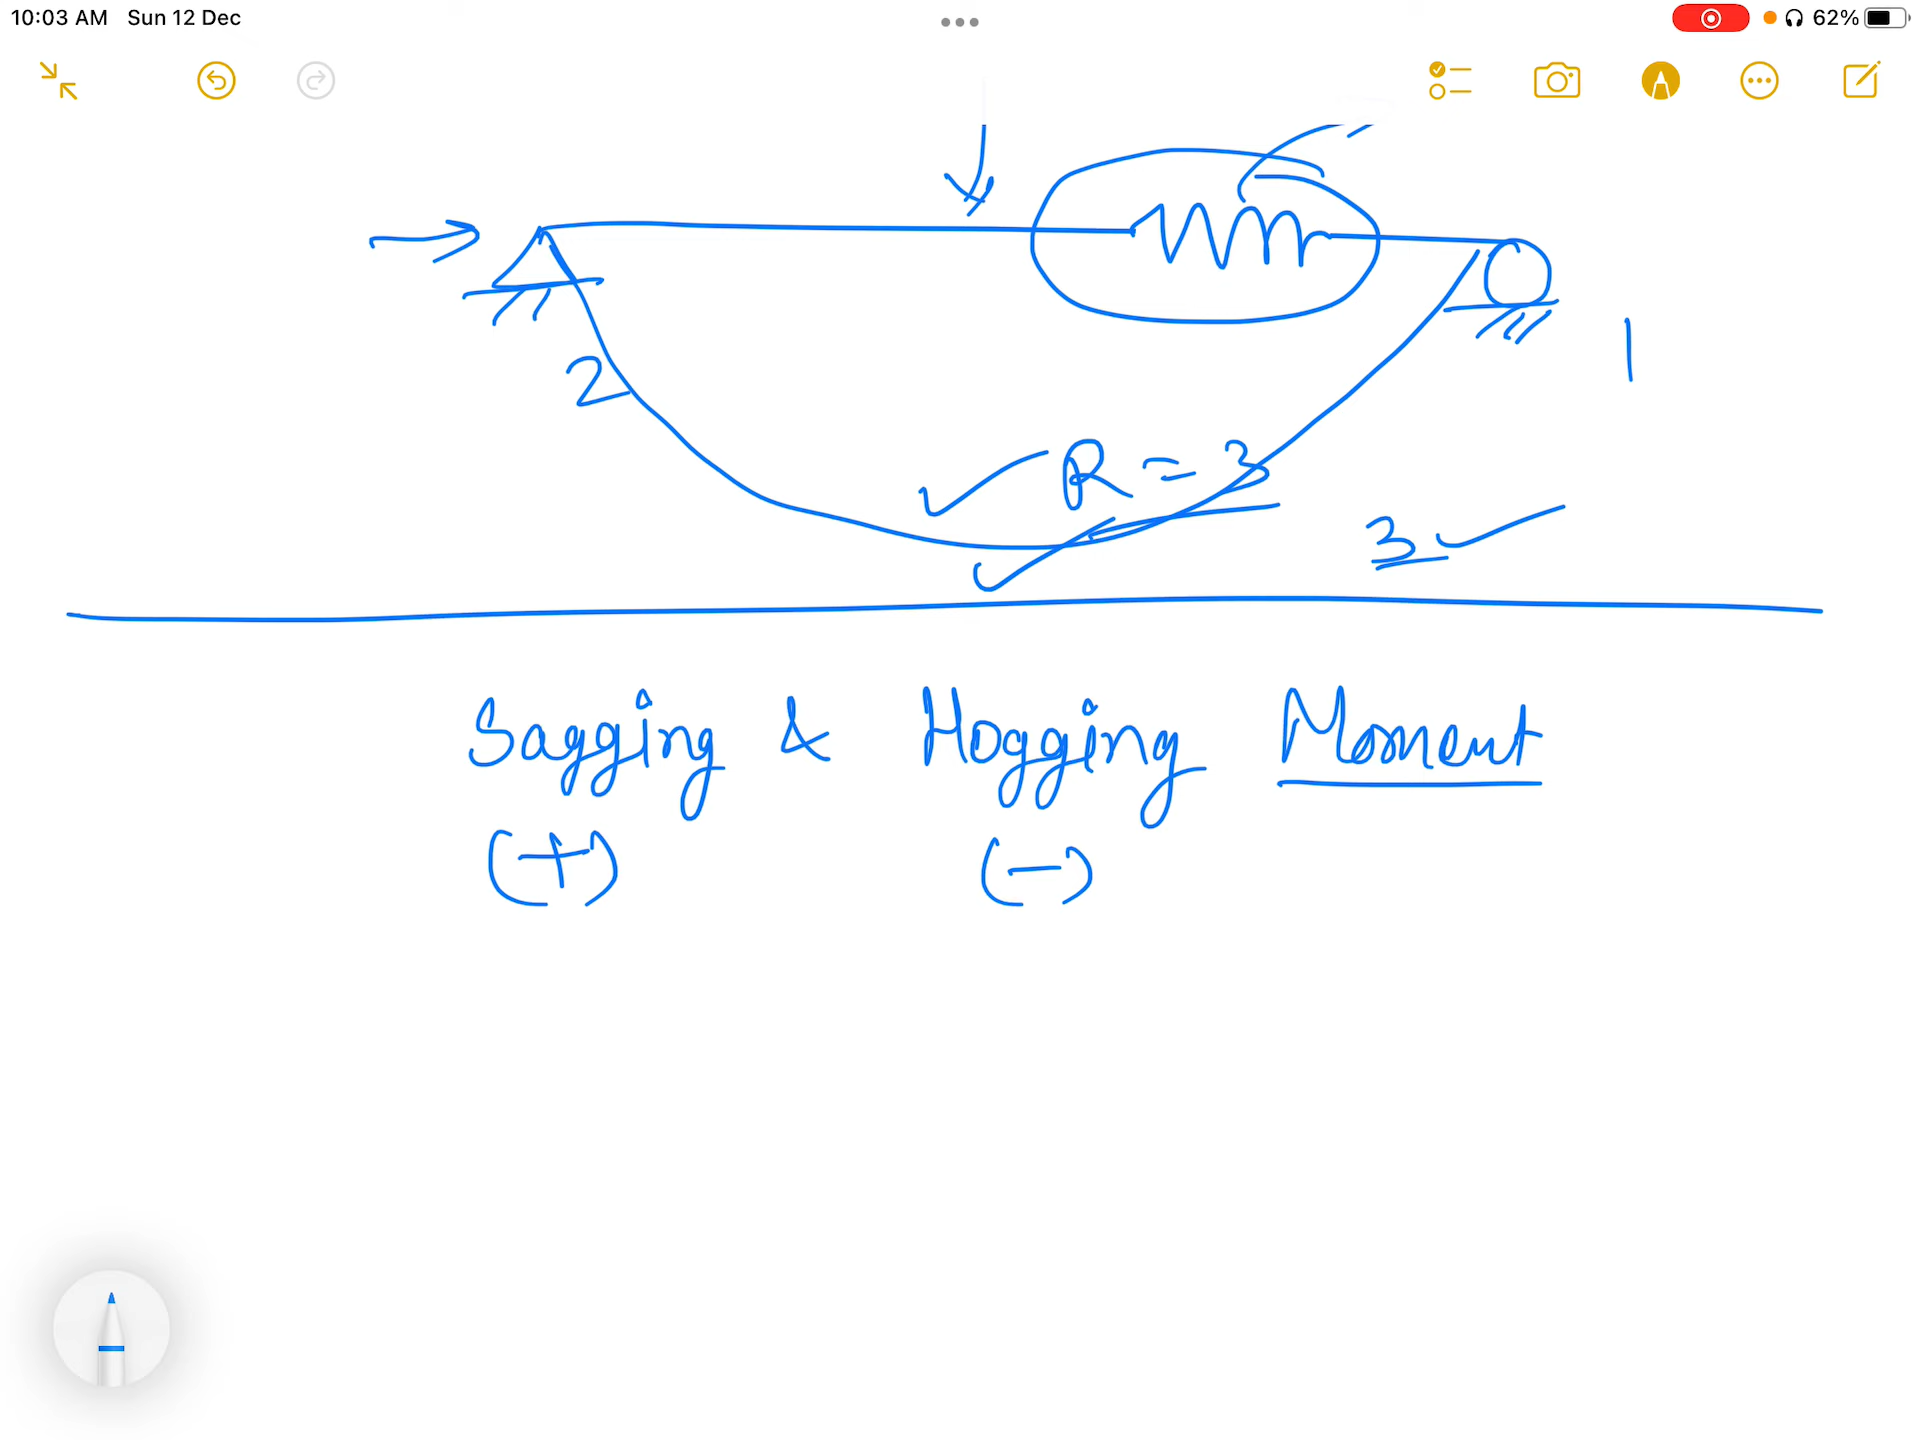 10:03 AM Sun 12 Dec 62%
2 1
R = 3
3
Sagging & Hogging Moment
(+) (-)